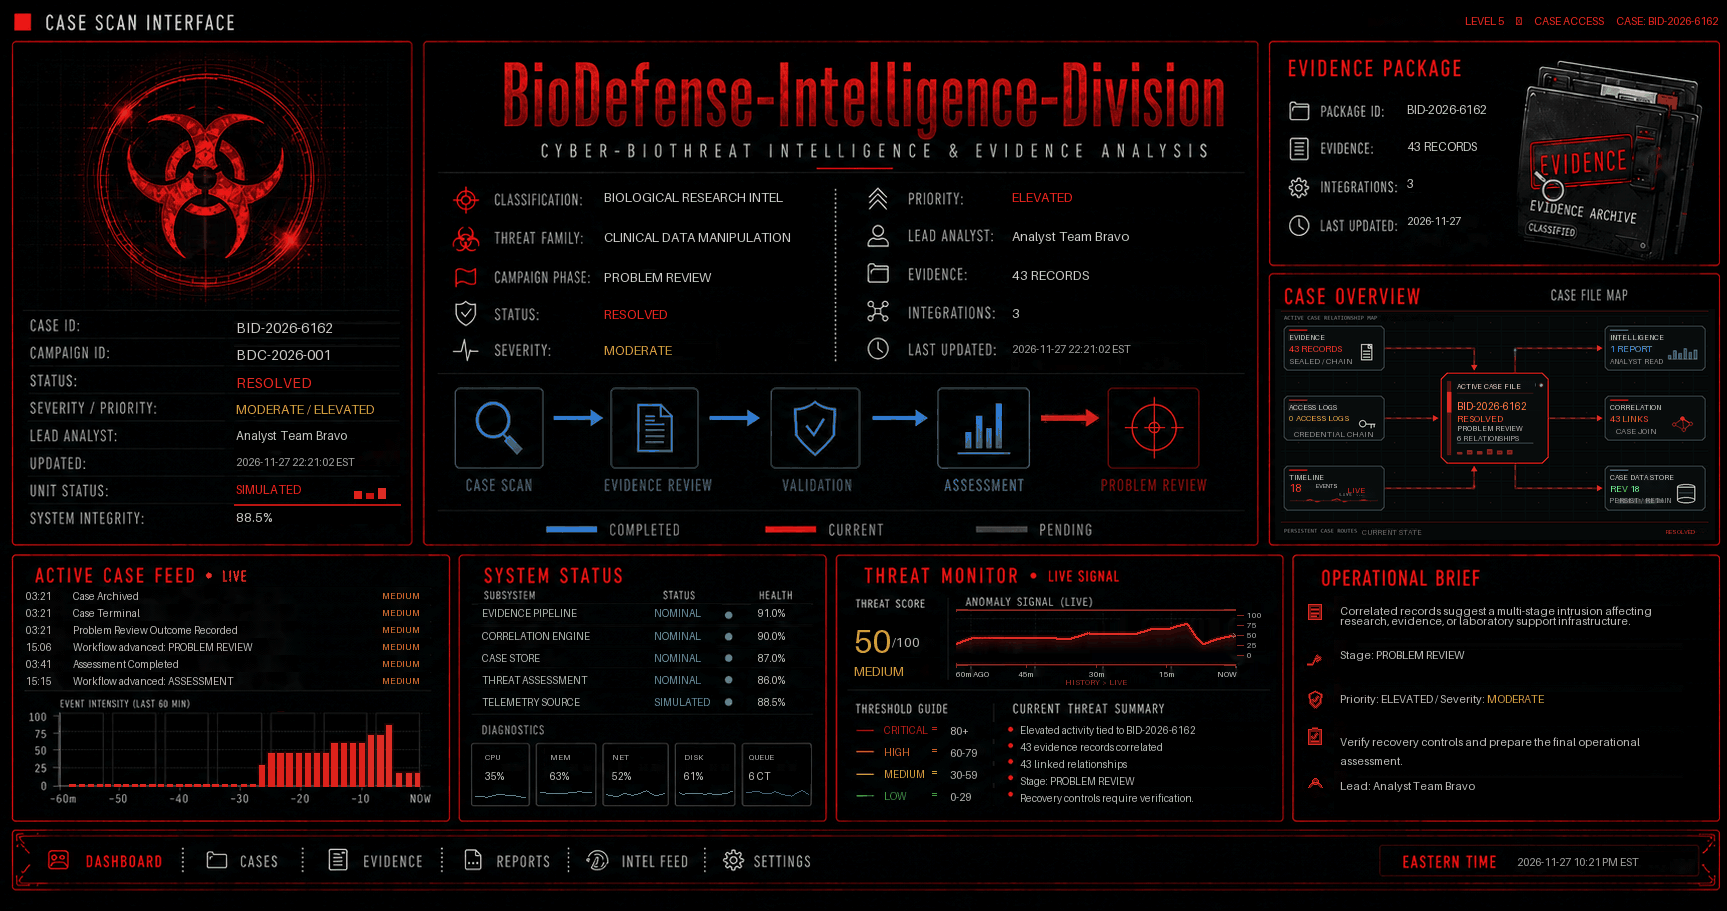 CASE SCAN INTERFACE
LEVEL 5 CASE ACCESS CASE: BID-2026-6162
CASE ID: BID-2026-6162
CAMPAIGN ID: BDC-2026-001
STATUS: RESOLVED
SEVERITY / PRIORITY: MODERATE / ELEVATED
LEAD ANALYST: Analyst Team Bravo
UPDATED: 2026-11-27 22:21:02 EST
UNIT STATUS: SIMULATED
SYSTEM INTEGRITY: 88.5%
BioDefense-Intelligence-Division
CYBER-BIOTHREAT INTELLIGENCE & EVIDENCE ANALYSIS
CLASSIFICATION: BIOLOGICAL RESEARCH INTEL
THREAT FAMILY: CLINICAL DATA MANIPULATION
CAMPAIGN PHASE: PROBLEM REVIEW
STATUS: RESOLVED
SEVERITY: MODERATE
PRIORITY: ELEVATED
LEAD ANALYST: Analyst Team Bravo
EVIDENCE: 43 RECORDS
INTEGRATIONS: 3
LAST UPDATED: 2026-11-27 22:21:02 EST
CASE SCAN
EVIDENCE REVIEW
VALIDATION
ASSESSMENT
PROBLEM REVIEW
COMPLETED
CURRENT
PENDING
EVIDENCE PACKAGE
PACKAGE ID: BID-2026-6162
EVIDENCE: 43 RECORDS
INTEGRATIONS: 3
LAST UPDATED: 2026-11-27
EVIDENCE
EVIDENCE ARCHIVE
CLASSIFIED
CASE OVERVIEW
CASE FILE MAP
ACTIVE CASE RELATIONSHIP MAP
EVIDENCE
43 RECORDS
SEALED / CHAIN
ACCESS LOGS
0 ACCESS LOGS
CREDENTIAL CHAIN
TIMELINE
18 EVENTS
LIVE
ACTIVE CASE FILE
BID-2026-6162
RESOLVED
PROBLEM REVIEW
6 RELATIONSHIPS
INTELLIGENCE
1 REPORT
ANALYST READ
CORRELATION
43 LINKS
CASE JOIN
CASE DATASTORE
REV 18
PERSISTENT CASE ROUTES CURRENT STATE
RESOLVED
ACTIVE CASE FEED • LIVE
03:21 Case Archived MEDIUM
03:21 Case Terminal MEDIUM
03:21 Problem Review Outcome Recorded MEDIUM
15:06 Workflow advanced: PROBLEM REVIEW MEDIUM
03:41 Assessment Completed MEDIUM
15:15 Workflow advanced: ASSESSMENT MEDIUM
EVENT INTENSITY (LAST 60 MIN)
100
75
50
25
0
-60m -50 -40 -30 -20 -10 NOW
SYSTEM STATUS
SUBSYSTEM STATUS HEALTH
EVIDENCE PIPELINE NOMINAL 91.0%
CORRELATION ENGINE NOMINAL 90.0%
CASE STORE NOMINAL 87.0%
THREAT ASSESSMENT NOMINAL 86.0%
TELEMETRY SOURCE SIMULATED 88.5%
DIAGNOSTICS
CPU MEM NET DISK QUEUE
35% 63% 52% 61% 6 CT
THREAT MONITOR • LIVE SIGNAL
THREAT SCORE
50/100
MEDIUM
ANOMALY SIGNAL (LIVE)
100
75
50
25
0
60m AGO 45m 30m 15m NOW
HISTORY > LIVE
THRESHOLD GUIDE
CRITICAL = 80+
HIGH = 60-79
MEDIUM = 30-59
LOW = 0-29
CURRENT THREAT SUMMARY
Elevated activity tied to BID-2026-6162
43 evidence records correlated
43 linked relationships
Stage: PROBLEM REVIEW
Recovery controls require verification.
OPERATIONAL BRIEF
Correlated records suggest a multi-stage intrusion affecting
research, evidence, or laboratory support infrastructure.
Stage: PROBLEM REVIEW
Priority: ELEVATED / Severity: MODERATE
Verify recovery controls and prepare the final operational
assessment.
Lead: Analyst Team Bravo
DASHBOARD
CASES
EVIDENCE
REPORTS
INTEL FEED
SETTINGS
EASTERN TIME 2026-11-27 10:21 PM EST